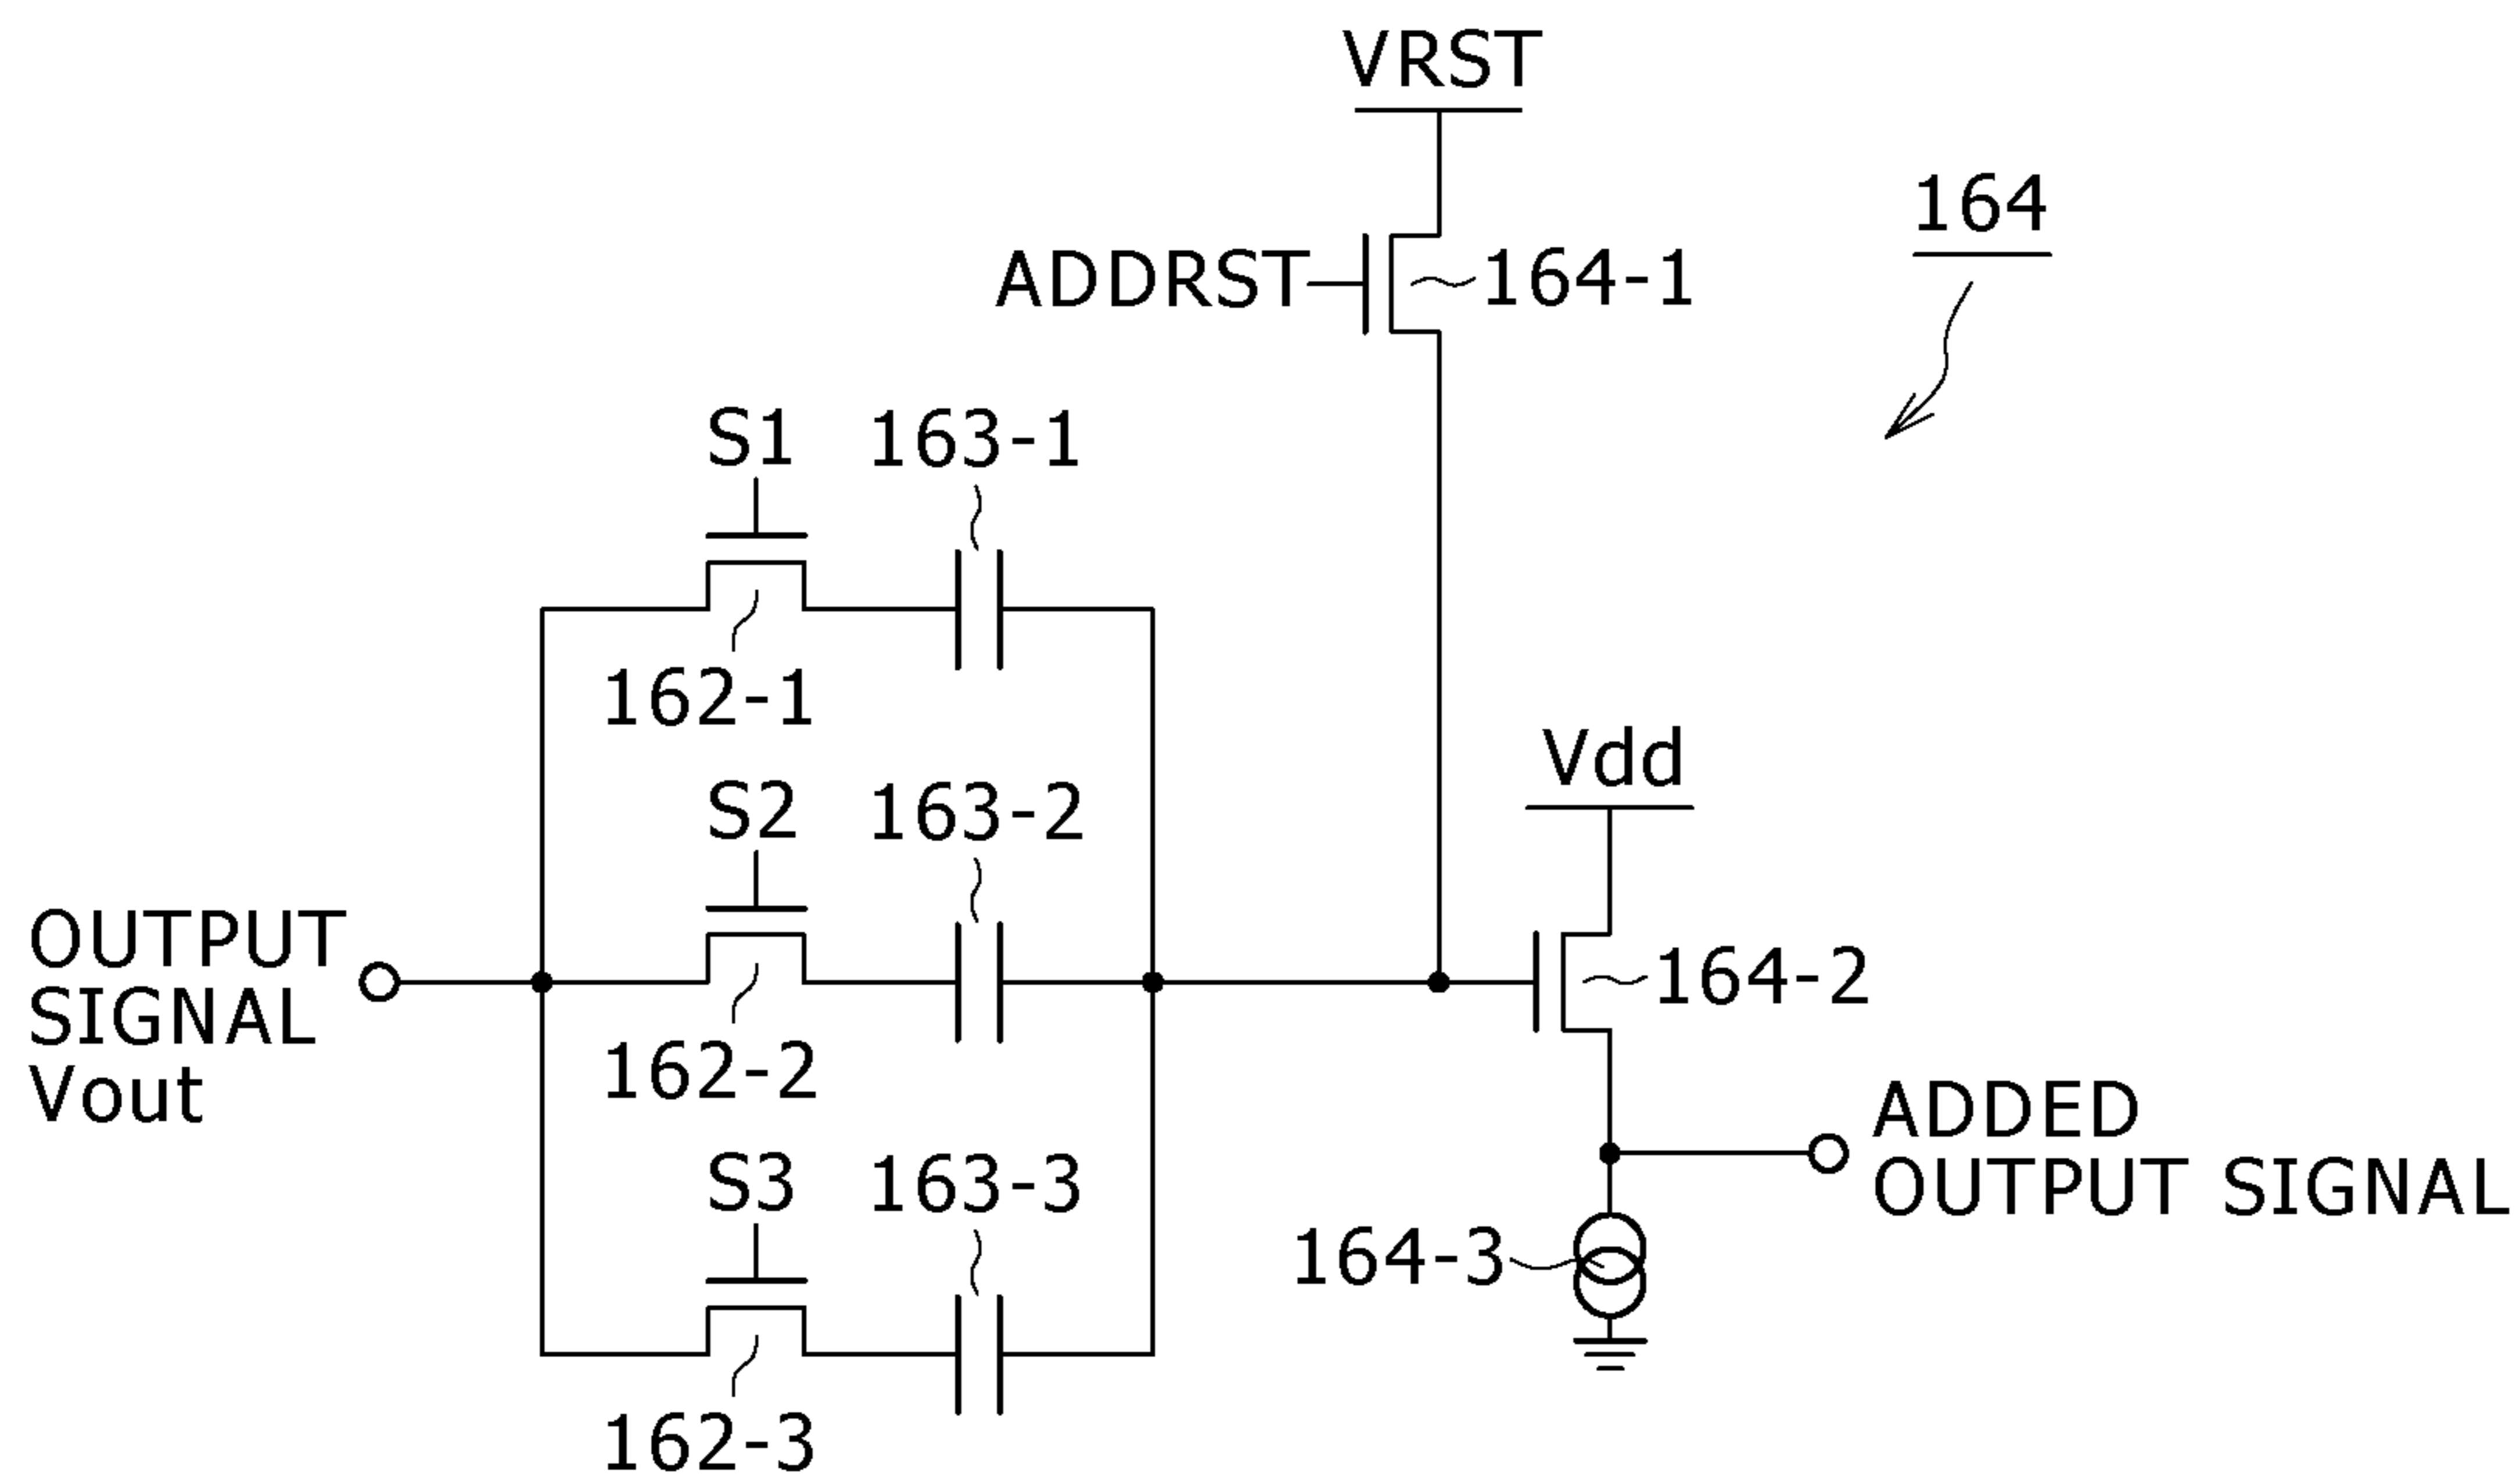 VRST
164
ADDRST
164-1
S1
163-1
162-1
Vdd
S2
163-2
OUTPUT
SIGNAL
Vout
164-2
162-2
ADDED
OUTPUT SIGNAL
S3
163-3
164-3
162-3